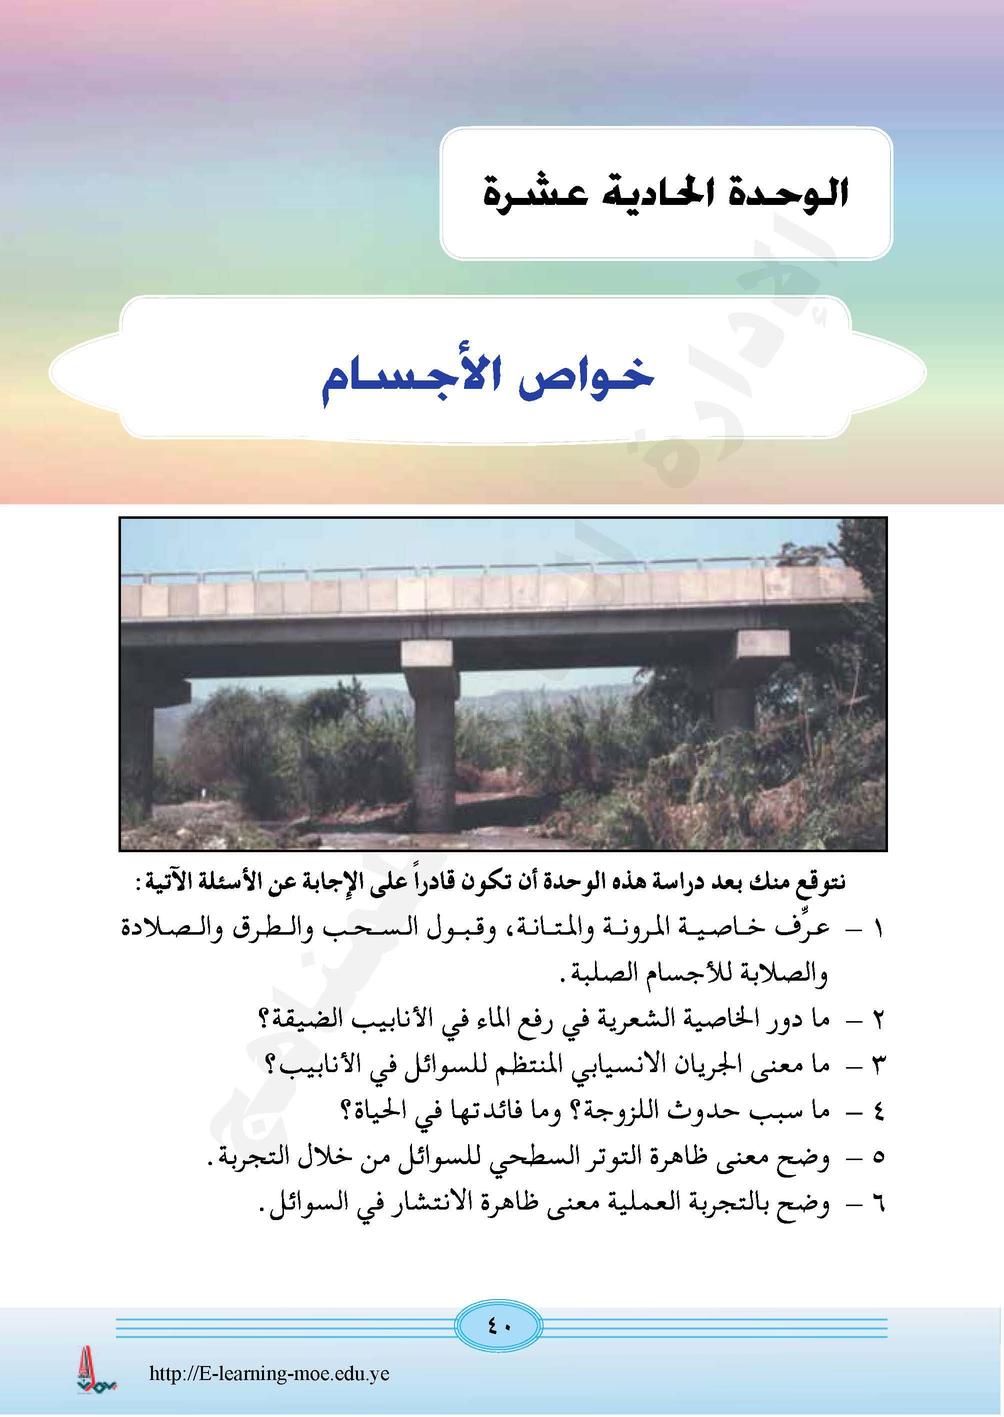 الوحدة الحادية عشرة
خواص الأجسام
نتوقع منك بعد دراسة هذه الوحدة أن تكون قادراً على الإجابة عن الأسئلة الآتية:
١ – عرِّف خاصية المرونة والمتانة، وقبول السحب والطرق والصلادة
والصلابة للأجسام الصلبة.
٢ – ما دور الخاصية الشعرية في رفع الماء في الأنابيب الضيقة؟
٣ – ما معنى الجريان الانسيابي المنتظم للسوائل في الأنابيب؟
٤ – ما سبب حدوث اللزوجة؟ وما فائدتها في الحياة؟
٥ – وضح معنى ظاهرة التوتر السطحي للسوائل من خلال التجربة.
٦ – وضح بالتجربة العملية معنى ظاهرة الانتشار في السوائل.
٤٠
http://E-learning-moe.edu.ye